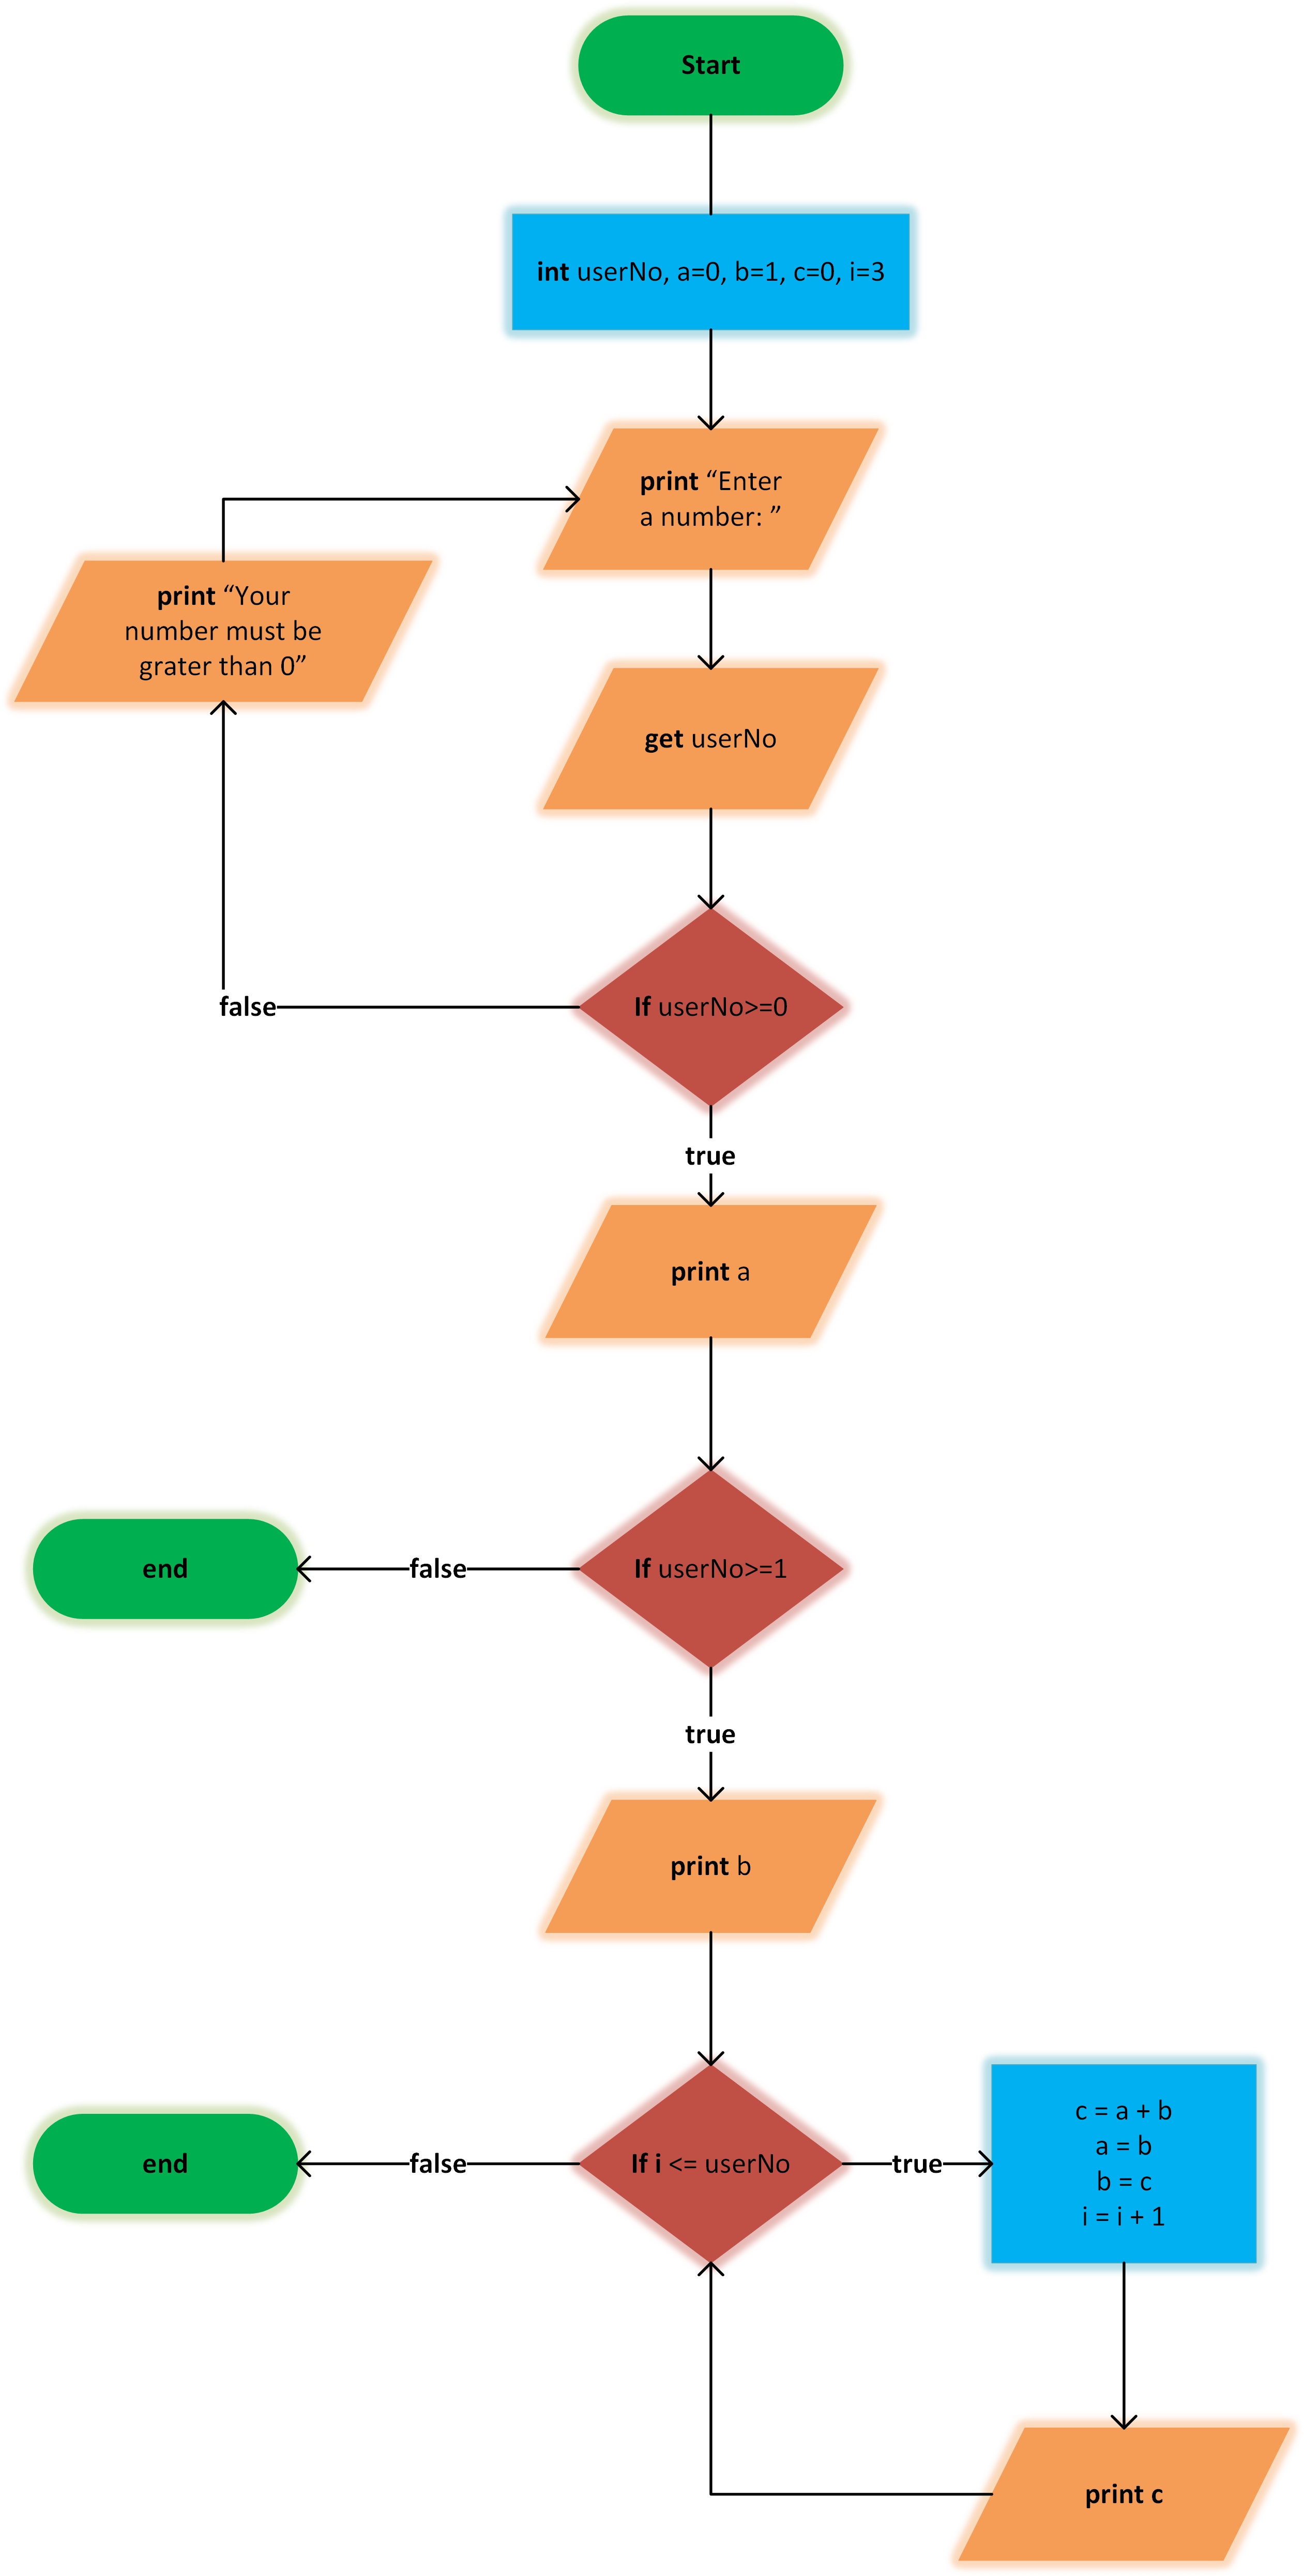 Start
int userNo, a=0, b=1, c=0, i=3
print “Enter
a number: ”
print “Your
number must be
grater than 0”
get userNo
false
If userNo>=0
true
print a
end
false
If userNo>=1
true
print b
end
false
If i <= userNo
true
c = a + b
a = b
b = c
i = i + 1
print c